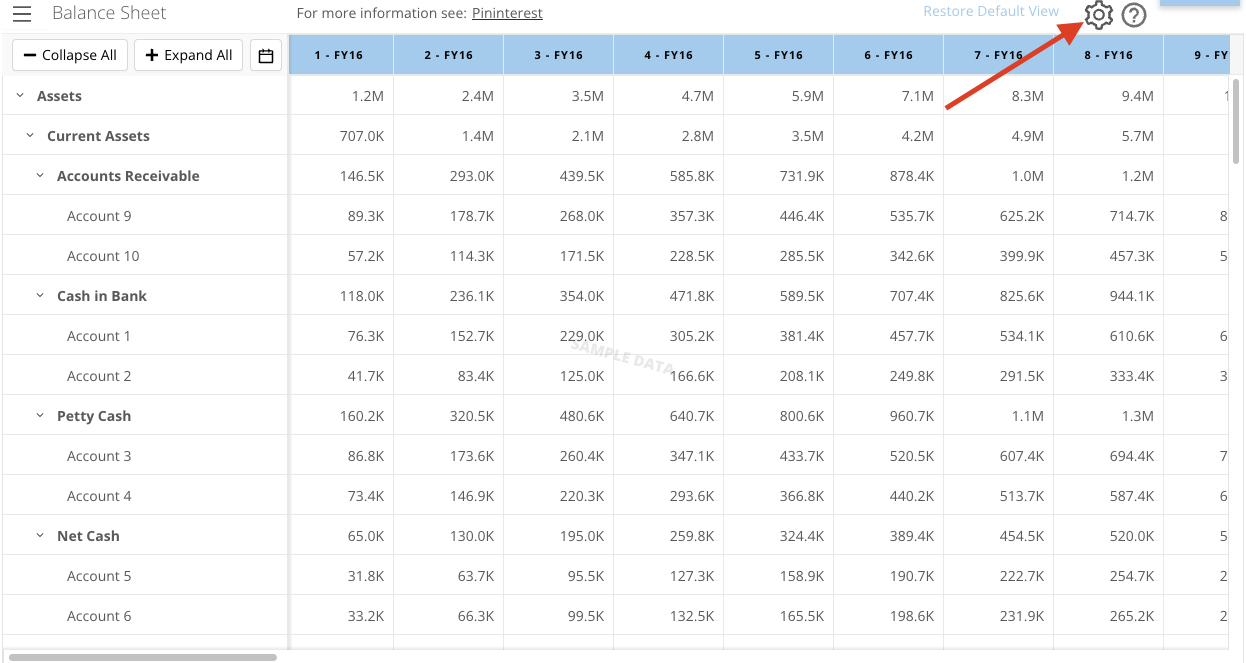 Balance Sheet For more information see: Pininterest Restore Default View
Collapse All Expand All 1 - FY16 2 - FY16 3 - FY16 4 - FY16 5 - FY16 6 - FY16 7 - FY16 8 - FY16 9 - FY
Assets 1.2M 2.4M 3.5M 4.7M 5.9M 7.1M 8.3M 9.4M 1
Current Assets 707.0K 1.4M 2.1M 2.8M 3.5M 4.2M 4.9M 5.7M
Accounts Receivable 146.5K 293.0K 439.5K 585.8K 731.9K 878.4K 1.0M 1.2M
Account 9 89.3K 178.7K 268.0K 357.3K 446.4K 535.7K 625.2K 714.7K 8
Account 10 57.2K 114.3K 171.5K 228.5K 285.5K 342.6K 399.9K 457.3K 5
Cash in Bank 118.0K 236.1K 354.0K 471.8K 589.5K 707.4K 825.6K 944.1K
Account 1 76.3K 152.7K 229.0K 305.2K 381.4K 457.7K 534.1K 610.6K 6
SAMPLE DATA
Account 2 41.7K 83.4K 125.0K 166.6K 208.1K 249.8K 291.5K 333.4K 3
Petty Cash 160.2K 320.5K 480.6K 640.7K 800.6K 960.7K 1.1M 1.3M
Account 3 86.8K 173.6K 260.4K 347.1K 433.7K 520.5K 607.4K 694.4K 7
Account 4 73.4K 146.9K 220.3K 293.6K 366.8K 440.2K 513.7K 587.4K 6
Net Cash 65.0K 130.0K 195.0K 259.8K 324.4K 389.4K 454.5K 520.0K 5
Account 5 31.8K 63.7K 95.5K 127.3K 158.9K 190.7K 222.7K 254.7K 2
Account 6 33.2K 66.3K 99.5K 132.5K 165.5K 198.6K 231.9K 265.2K 2